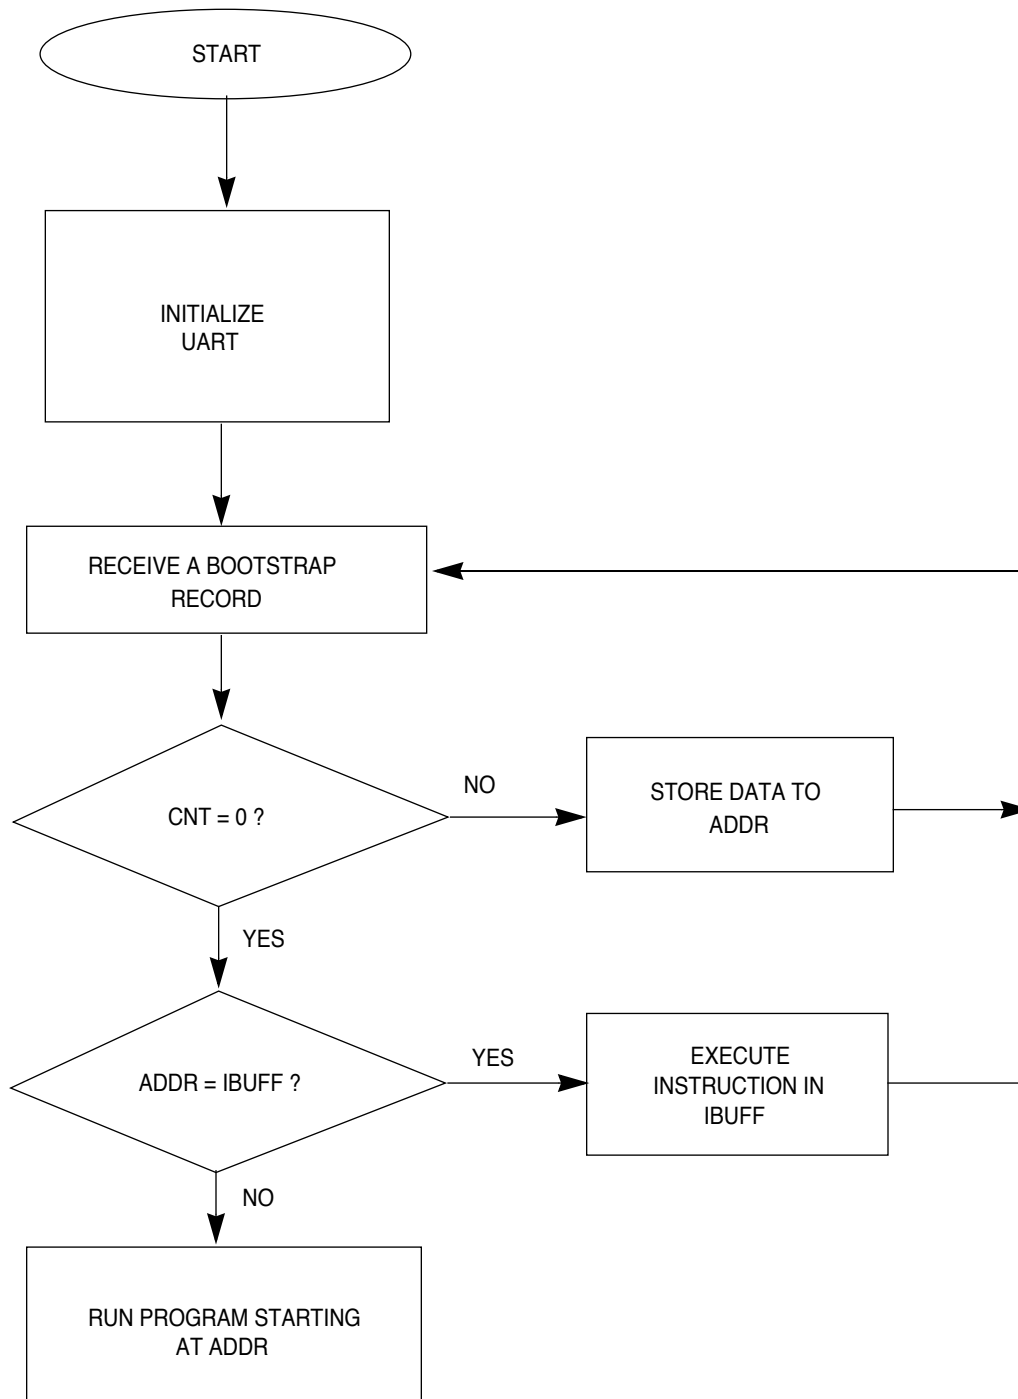 START
INITIALIZE
UART
RECEIVE A BOOTSTRAP
RECORD
CNT = 0 ?
NO
STORE DATA TO
ADDR
YES
ADDR = IBUFF ?
YES
EXECUTE
INSTRUCTION IN
IBUFF
NO
RUN PROGRAM STARTING
AT ADDR